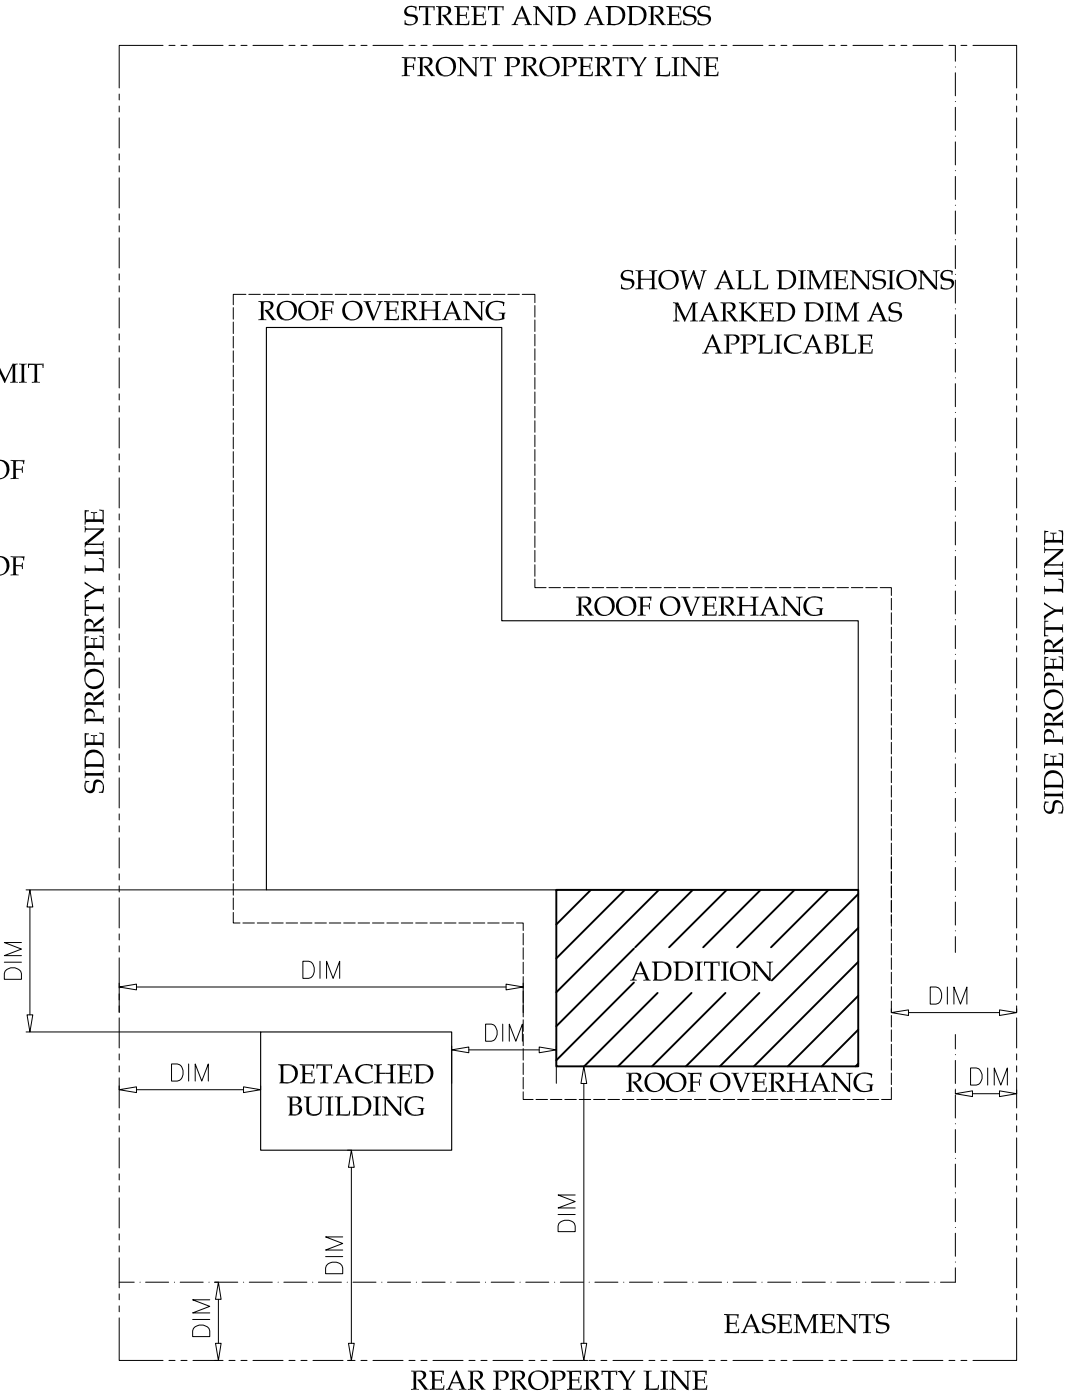 STREET AND ADDRESS
FRONT PROPERTY LINE
SHOW ALL DIMENSIONS
MARKED DIM AS
APPLICABLE
ROOF OVERHANG
MIT
OF
OF
SIDE PROPERTY LINE
SIDE PROPERTY LINE
ROOF OVERHANG
DIM
DIM
ADDITION
DIM
DIM
DIM
DETACHED
BUILDING
ROOF OVERHANG
DIM
DIM
DIM
DIM
EASEMENTS
REAR PROPERTY LINE